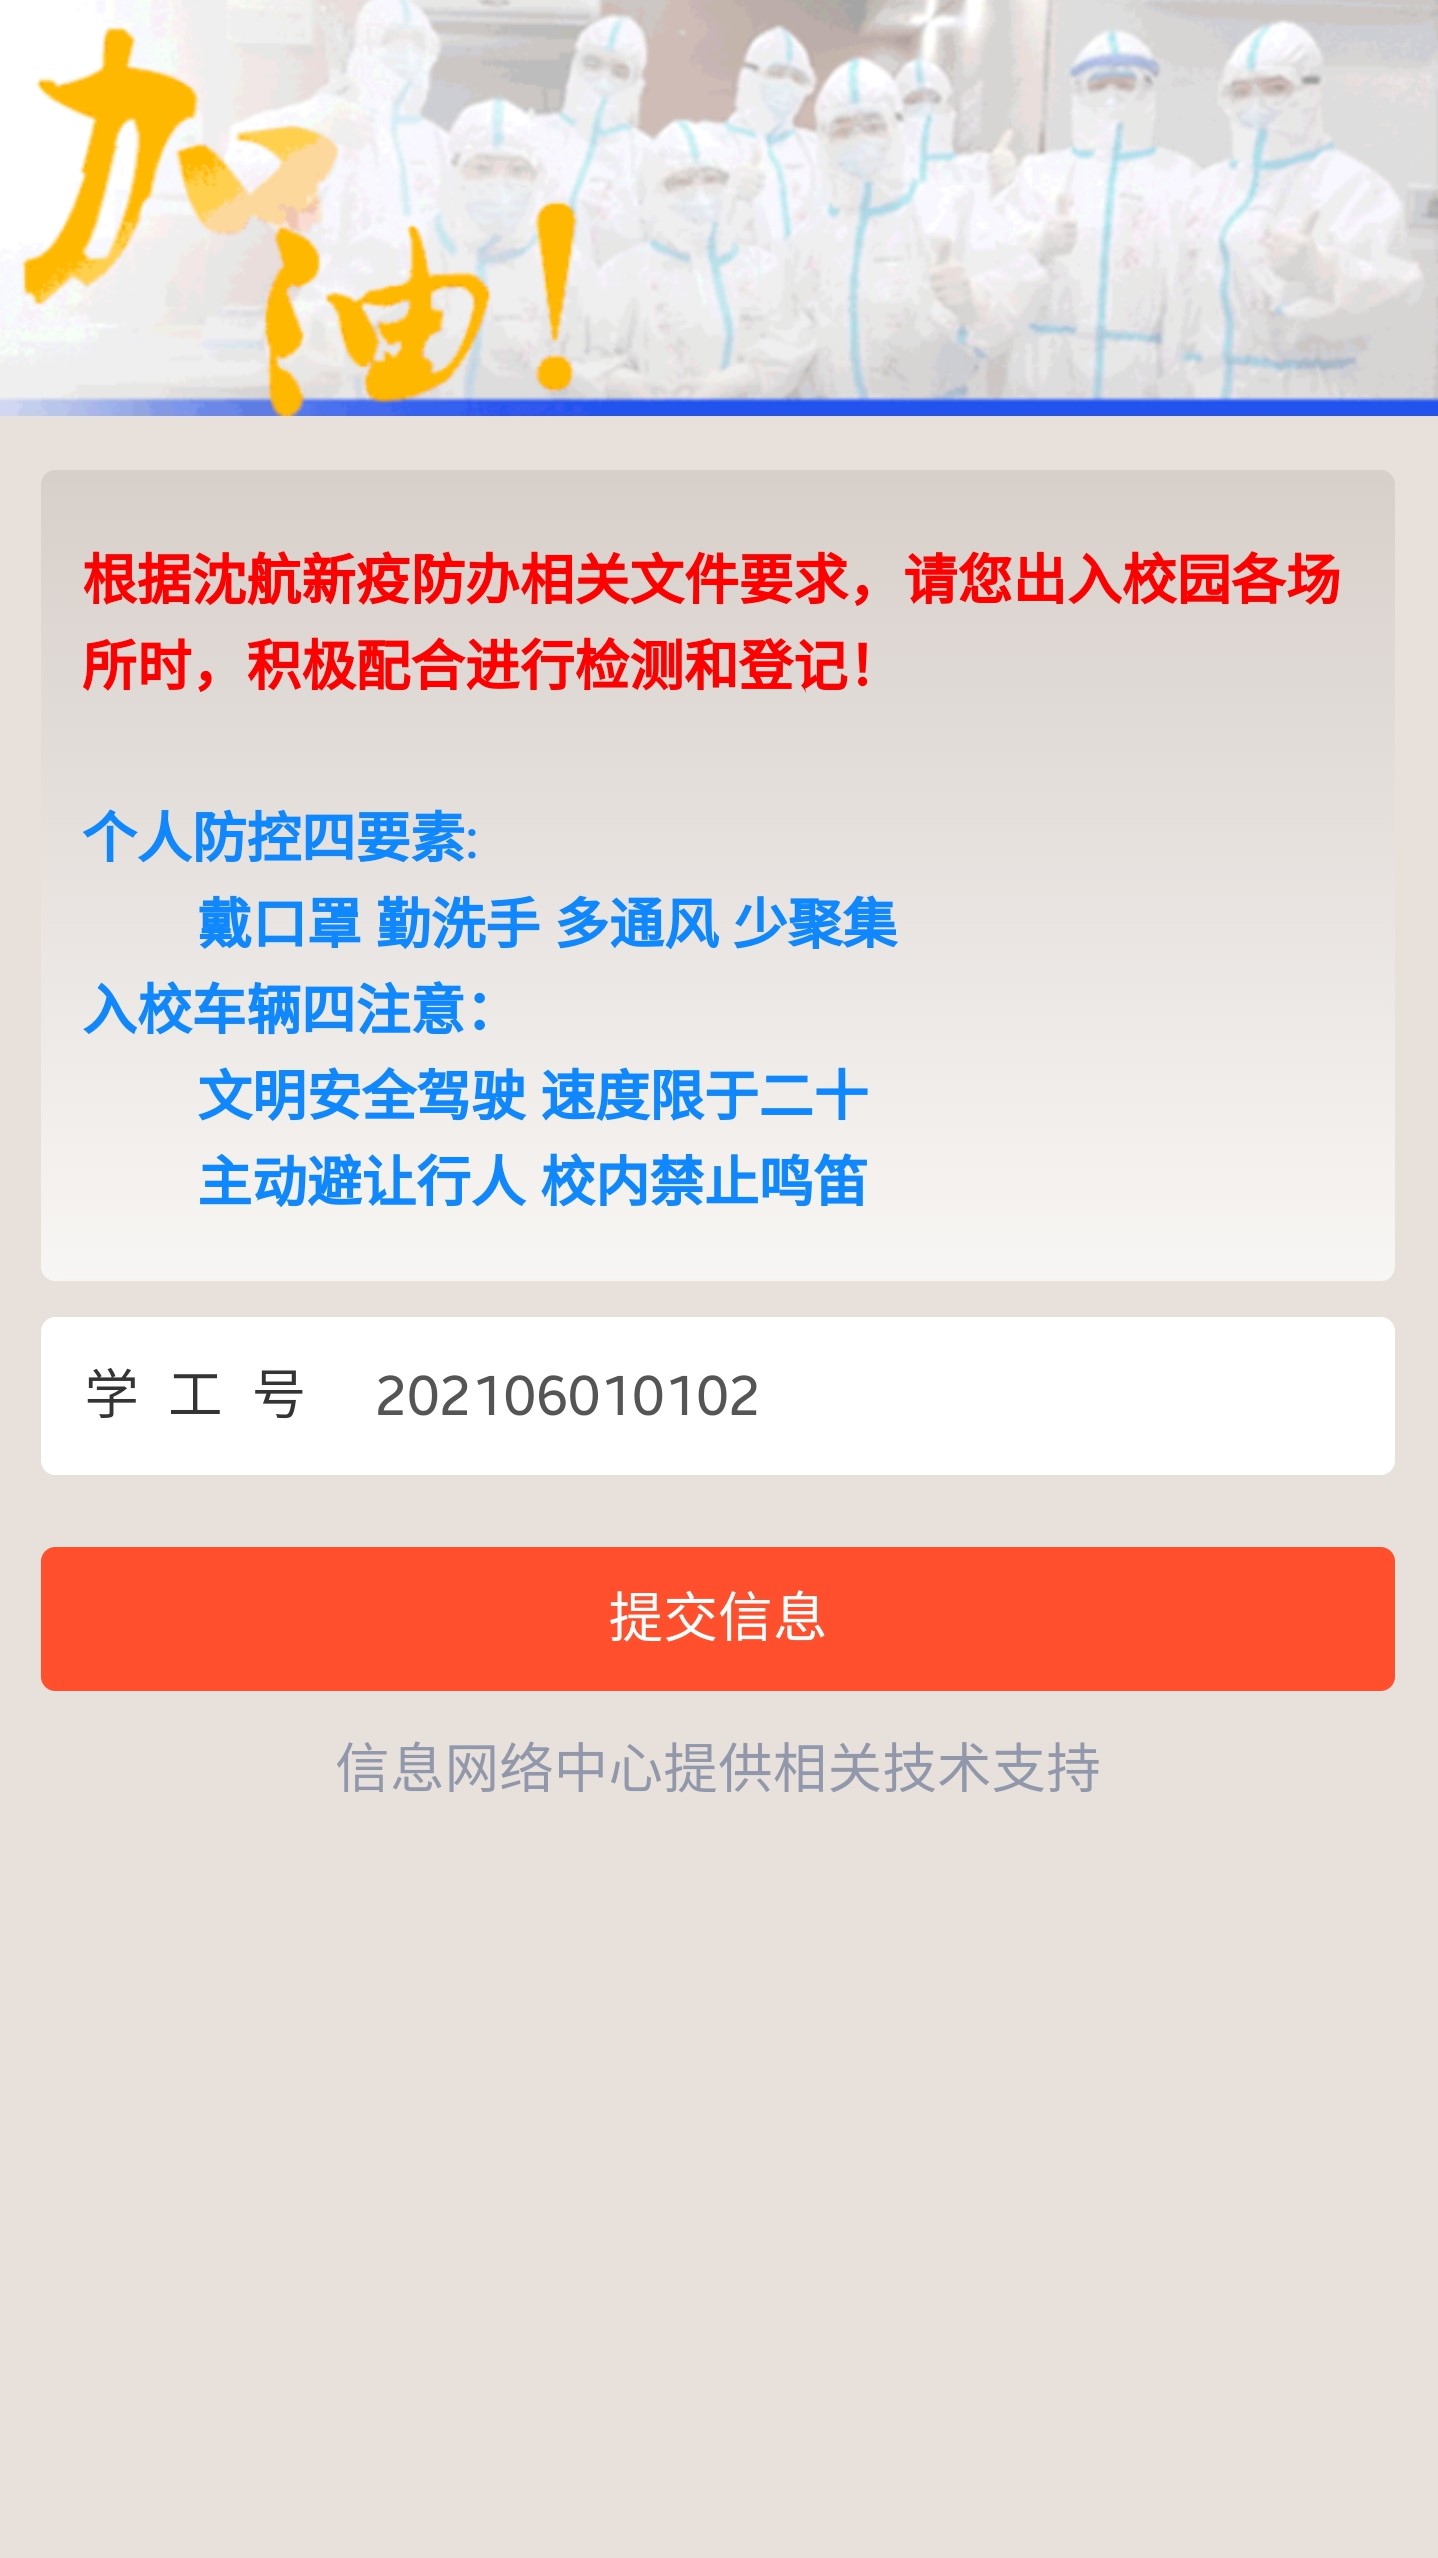 加油！
根据沈航新疫防办相关文件要求，请您出入校园各场
所时，积极配合进行检测和登记！
个人防控四要素:
戴口罩 勤洗手 多通风 少聚集
入校车辆四注意：
文明安全驾驶 速度限于二十
主动避让行人 校内禁止鸣笛
学 工 号 202106010102
提交信息
信息网络中心提供相关技术支持